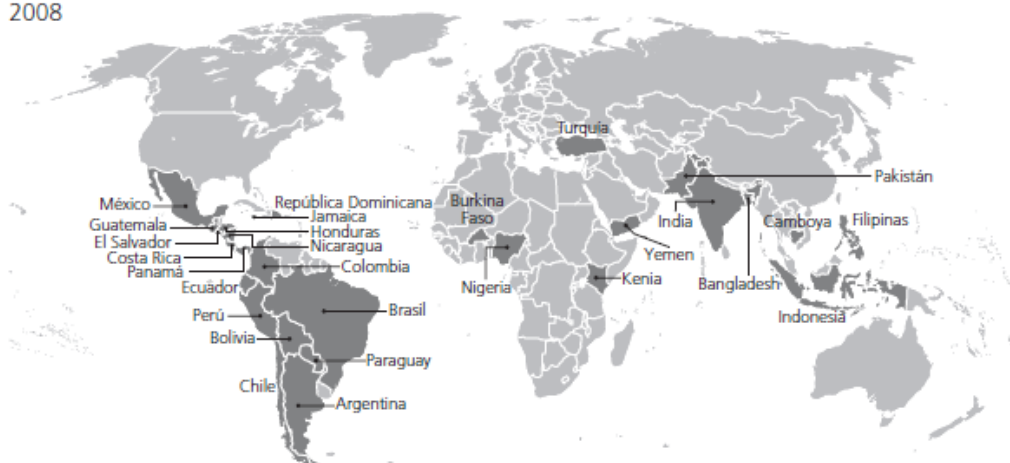 2008
Turquía
Pakistán
México
República Dominicana
Jamaica
Guatemala
Honduras
El Salvador
Nicaragua
Costa Rica
Panamá
Colombia
Ecuador
Perú
Brasil
Bolivia
Paraguay
Chile
Argentina
Burkina
Faso
Nigeria
Kenia
Yemen
India
Bangladesh
Camboya
Filipinas
Indonesia